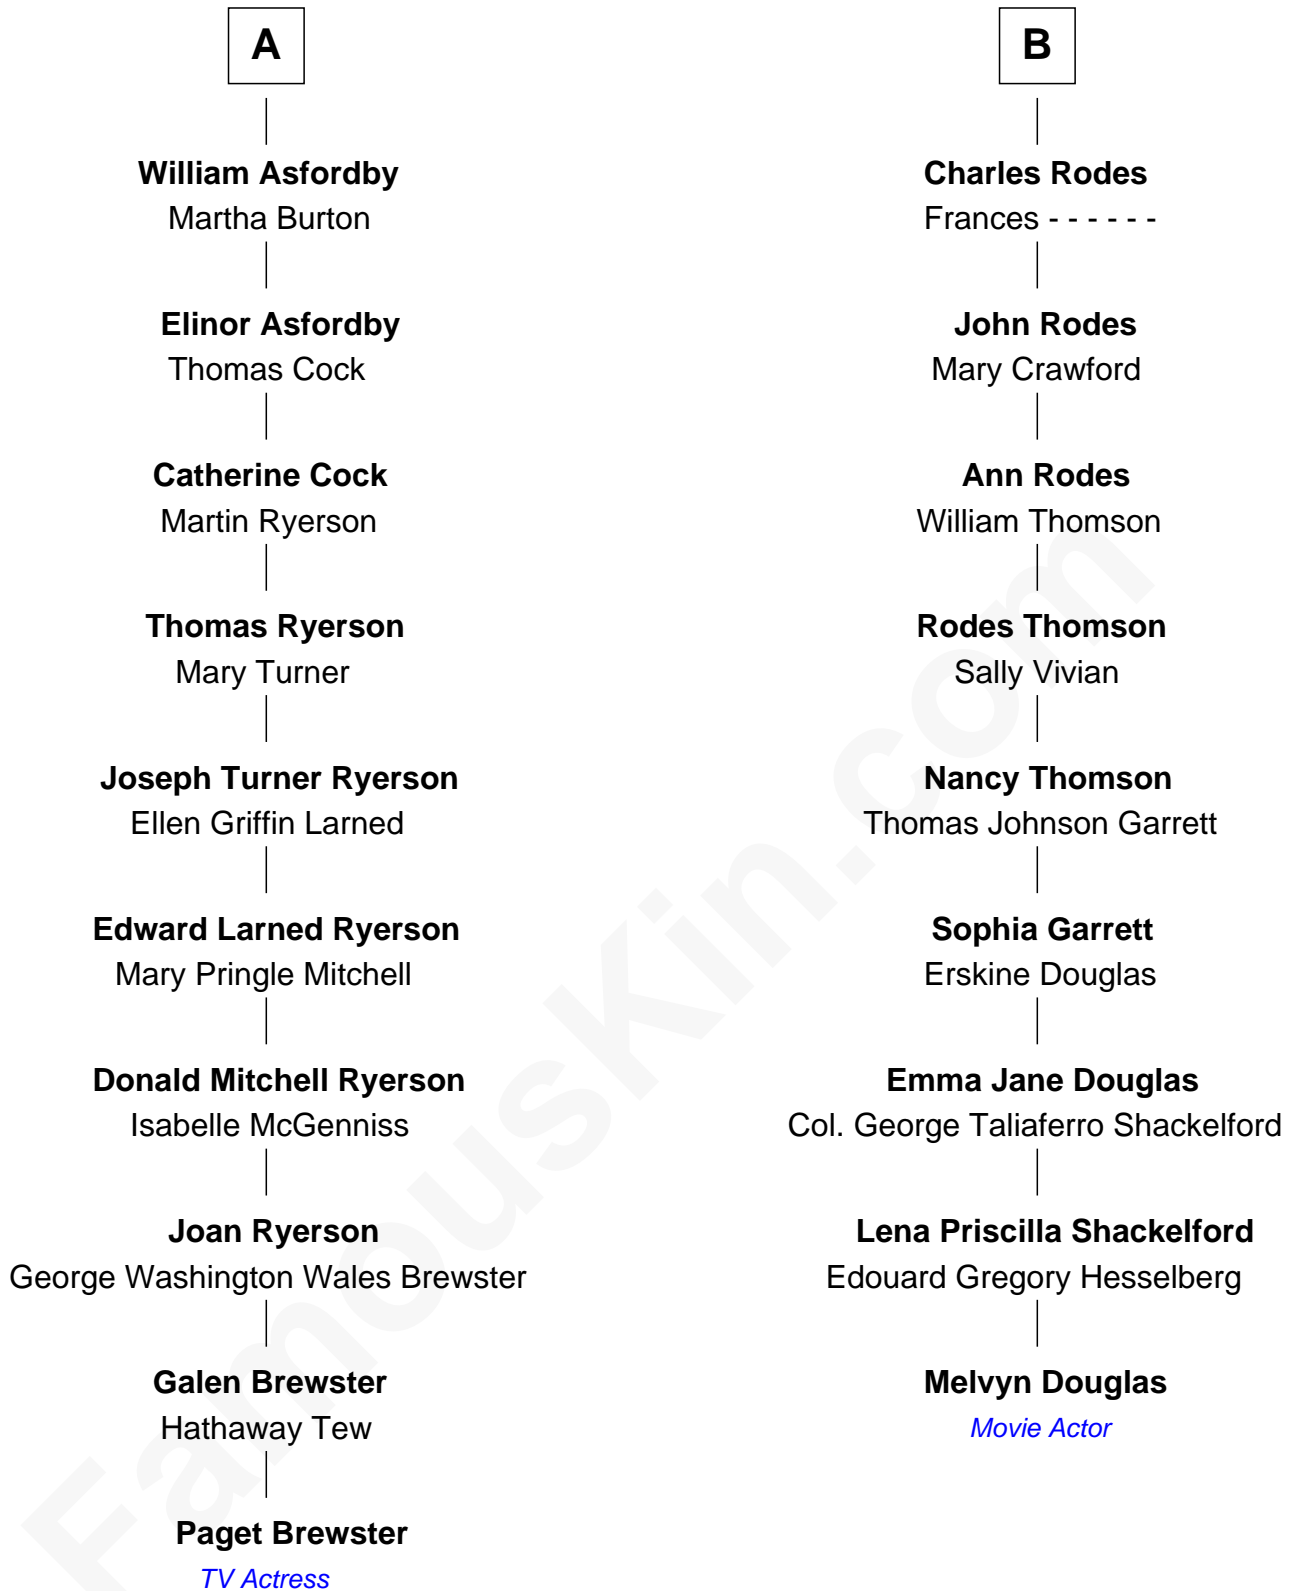 A
William Asfordby
Martha Burton
Elinor Asfordby
Thomas Cock
Catherine Cock
Martin Ryerson
Thomas Ryerson
Mary Turner
Joseph Turner Ryerson
Ellen Griffin Larned
Edward Larned Ryerson
Mary Pringle Mitchell
Donald Mitchell Ryerson
Isabelle McGenniss
Joan Ryerson
George Washington Wales Brewster
Galen Brewster
Hathaway Tew
Paget Brewster
TV Actress
B
Charles Rodes
Frances - - - - - -
John Rodes
Mary Crawford
Ann Rodes
William Thomson
Rodes Thomson
Sally Vivian
Nancy Thomson
Thomas Johnson Garrett
Sophia Garrett
Erskine Douglas
Emma Jane Douglas
Col. George Taliaferro Shackelford
Lena Priscilla Shackelford
Edouard Gregory Hesselberg
Melvyn Douglas
Movie Actor
FamousKin.com